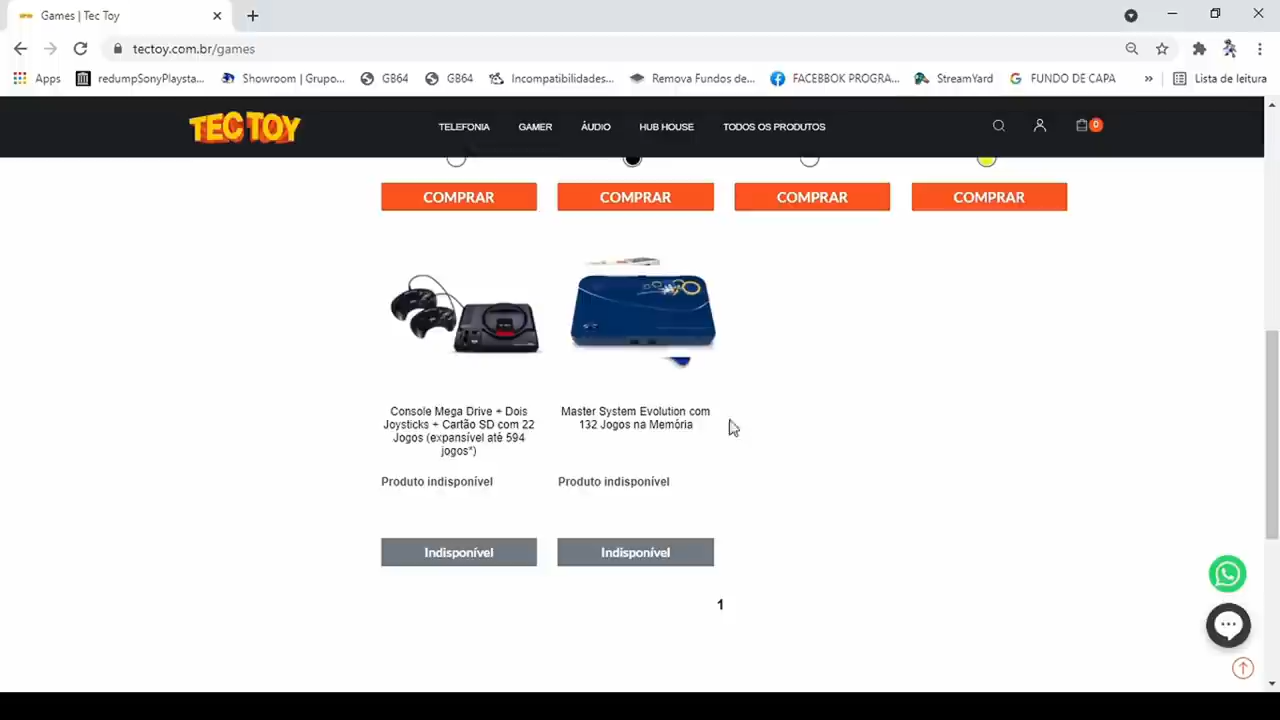 Games | Tec Toy
tectoy.com.br/games
Apps redumpSonyPlaysta... Showroom | Grupo... GB64 GB64 Incompatibilidades... Remova Fundos de... FACEBBOK PROGRA... StreamYard FUNDO DE CAPA » Lista de leitura
TEC TOY TELEFONIA GAMER ÁUDIO HUB HOUSE TODOS OS PRODUTOS 0
COMPRAR COMPRAR COMPRAR COMPRAR
Console Mega Drive + Dois
Joysticks + Cartão SD com 22
Jogos (expansível até 594
jogos*)
Master System Evolution com
132 Jogos na Memória
Produto indisponível Produto indisponível
Indisponível Indisponível
1